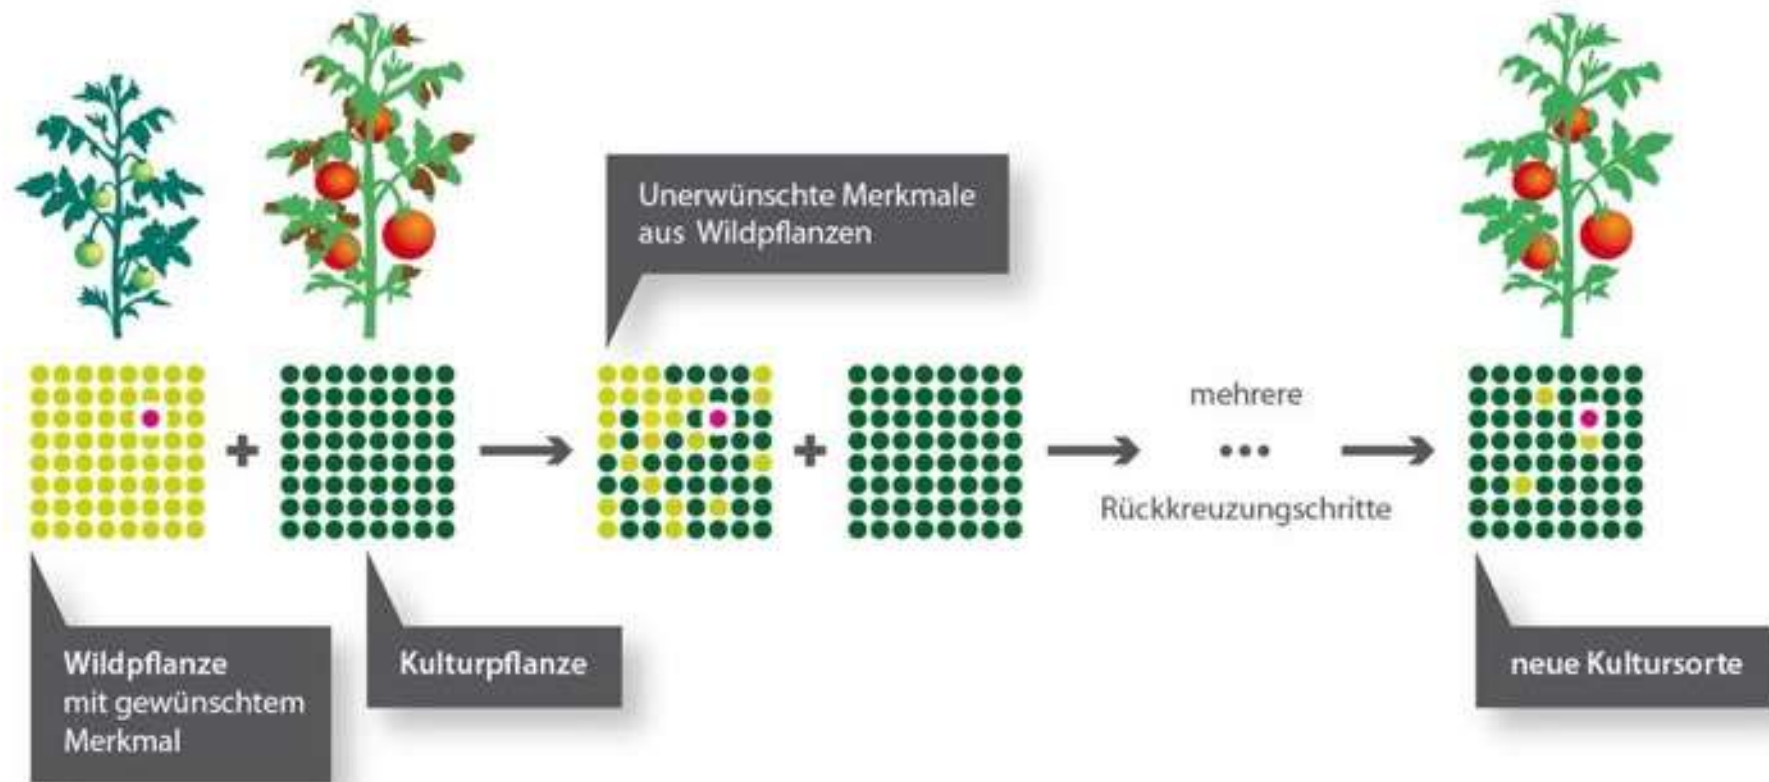 Unerwünschte Merkmale
aus Wildpflanzen
mehrere
...
Rückkreuzungschritte
Wildpflanze
mit gewünschtem
Merkmal
Kulturpflanze
neue Kultursorte